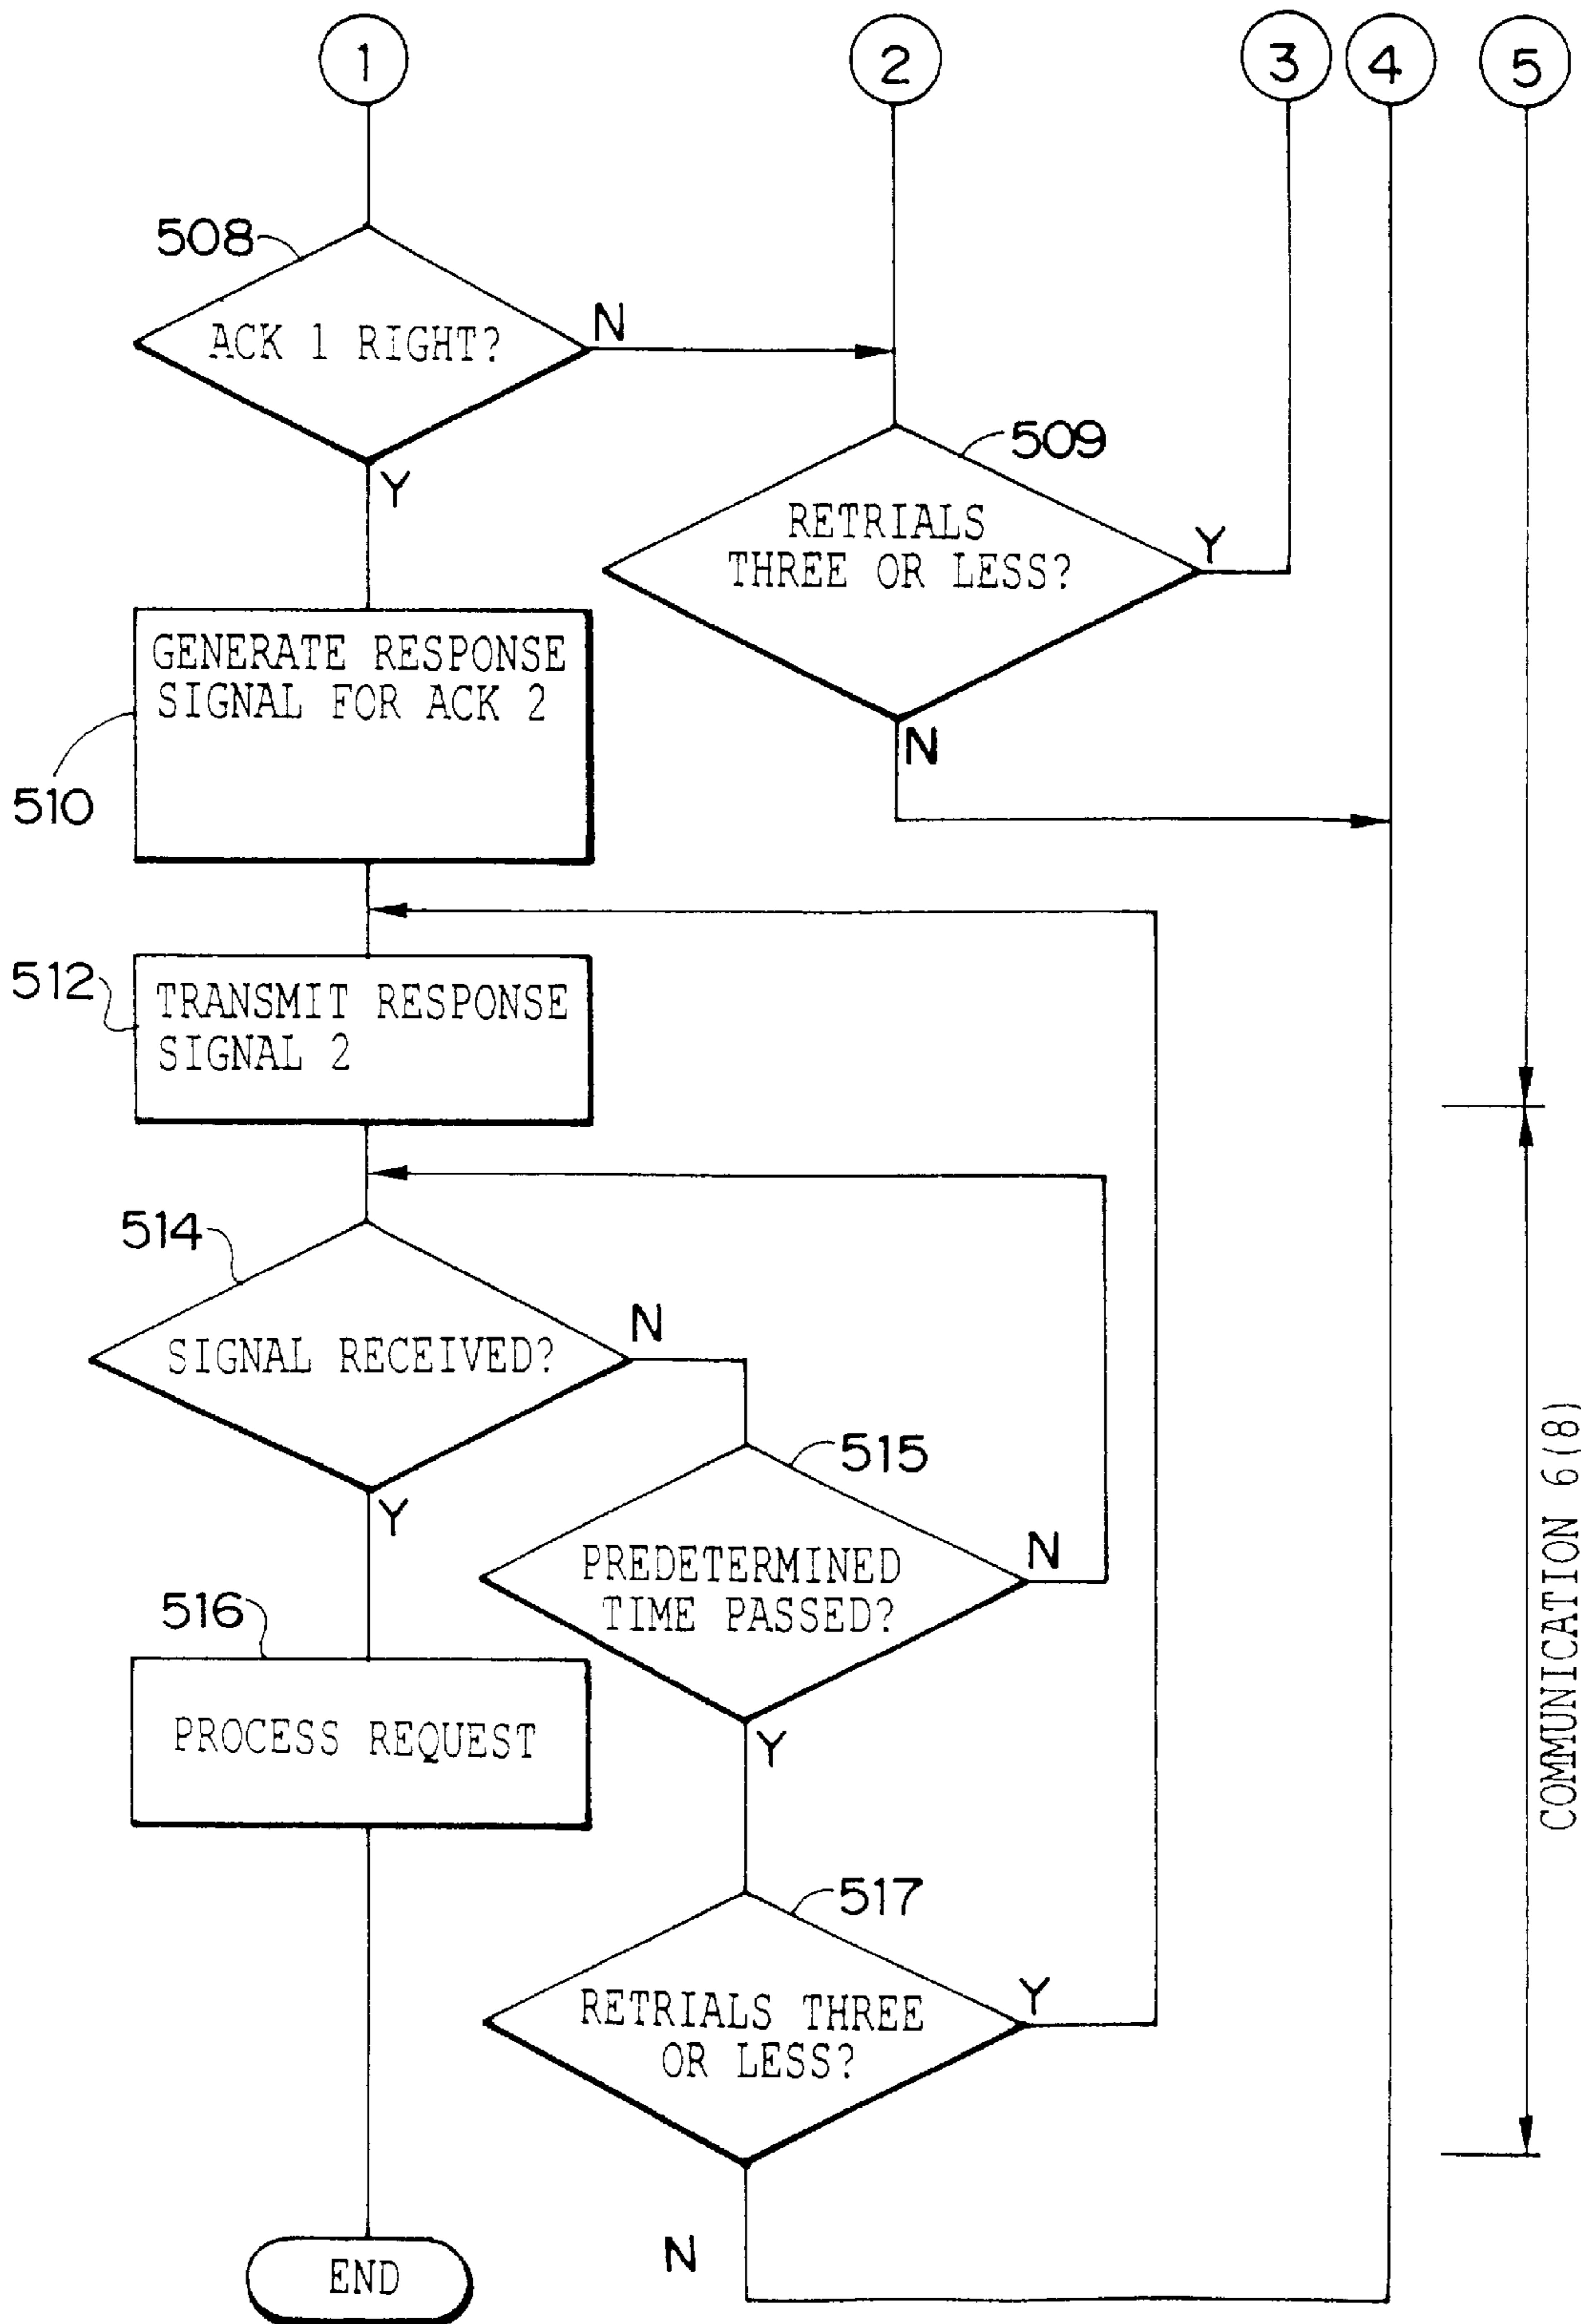 1
2
3
4
5
508
ACK 1 RIGHT?
N
Y
509
RETRIALS
THREE OR LESS?
Y
N
GENERATE RESPONSE
SIGNAL FOR ACK 2
510
512
TRANSMIT RESPONSE
SIGNAL 2
514
SIGNAL RECEIVED?
N
Y
515
PREDETERMINED
TIME PASSED?
N
Y
516
PROCESS REQUEST
517
RETRIALS THREE
OR LESS?
Y
N
END
COMMUNICATION 6(8)